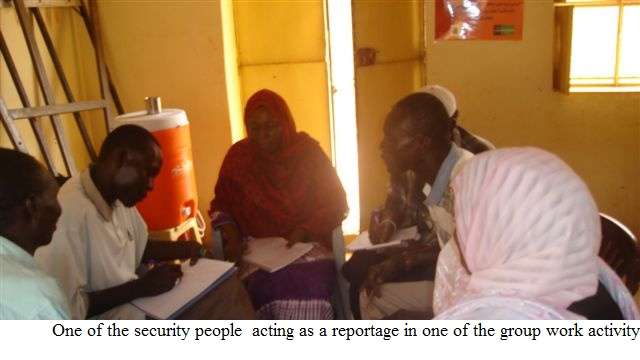 One of the security people  acting as a reportage in one of the group work activity